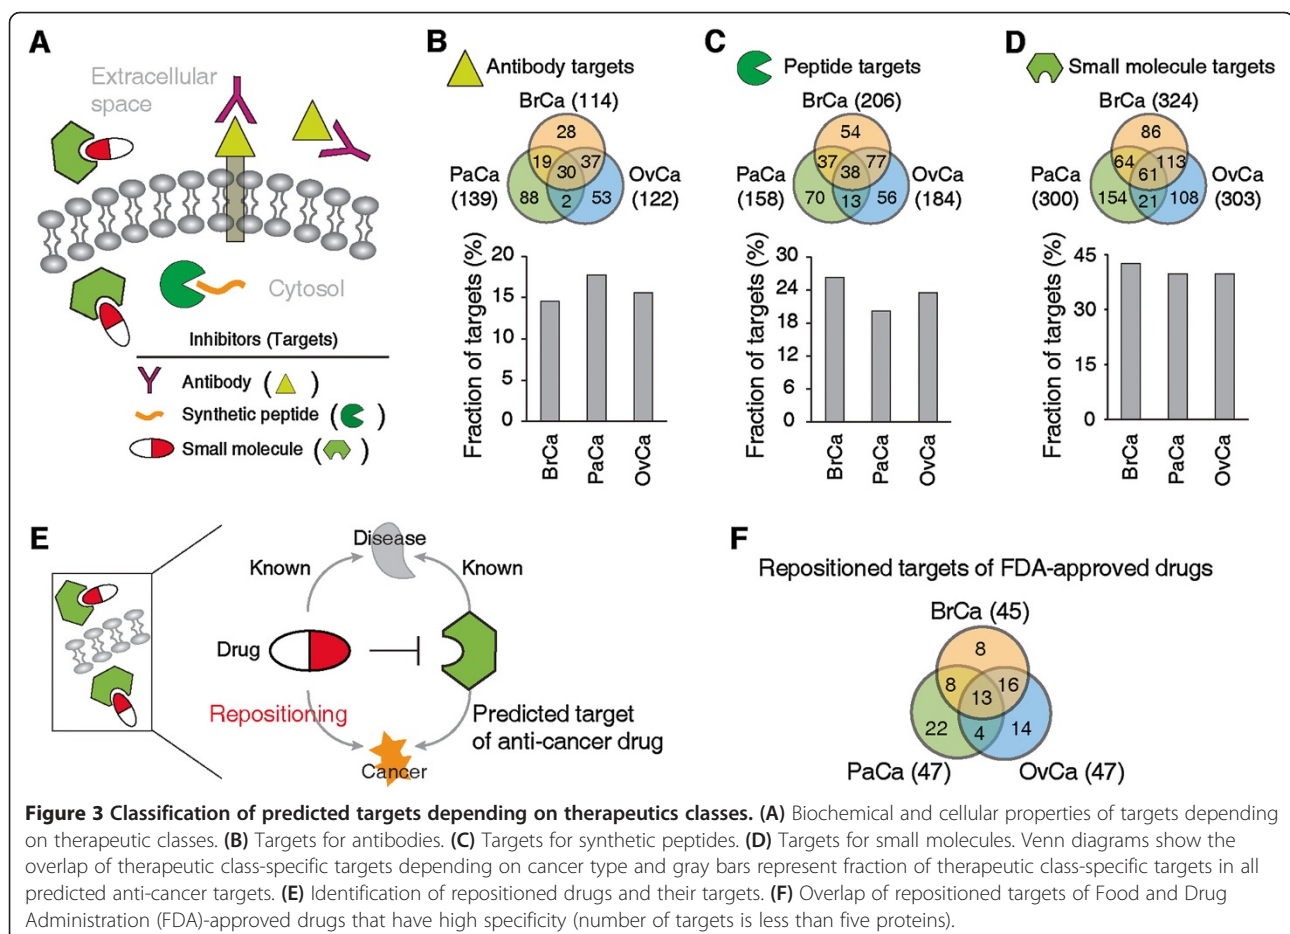 A
Extracellular
space
Cytosol
Inhibitors (Targets)
Antibody ( )
Synthetic peptide ( )
Small molecule ( )
B
Antibody targets
BrCa (114)
28
19 37
30
PaCa OvCa
(139) 88 2 53 (122)
Fraction of targets (%)
20
15
10
5
0
BrCa
PaCa
OvCa
C
Peptide targets
BrCa (206)
54
37 77
38
PaCa OvCa
(158) 70 13 56 (184)
Fraction of targets (%)
30
24
18
12
6
0
BrCa
PaCa
OvCa
D
Small molecule targets
BrCa (324)
86
64 113
61
PaCa OvCa
(300) 154 21 108 (303)
Fraction of targets (%)
45
30
15
0
BrCa
PaCa
OvCa
E
Disease
Known Known
Drug
Repositioning
Predicted target
of anti-cancer drug
Cancer
F
Repositioned targets of FDA-approved drugs
BrCa (45)
8
8 13 16
22 4 14
PaCa (47) OvCa (47)
Figure 3 Classification of predicted targets depending on therapeutics classes. (A) Biochemical and cellular properties of targets depending
on therapeutic classes. (B) Targets for antibodies. (C) Targets for synthetic peptides. (D) Targets for small molecules. Venn diagrams show the
overlap of therapeutic class-specific targets depending on cancer type and gray bars represent fraction of therapeutic class-specific targets in all
predicted anti-cancer targets. (E) Identification of repositioned drugs and their targets. (F) Overlap of repositioned targets of Food and Drug
Administration (FDA)-approved drugs that have high specificity (number of targets is less than five proteins).